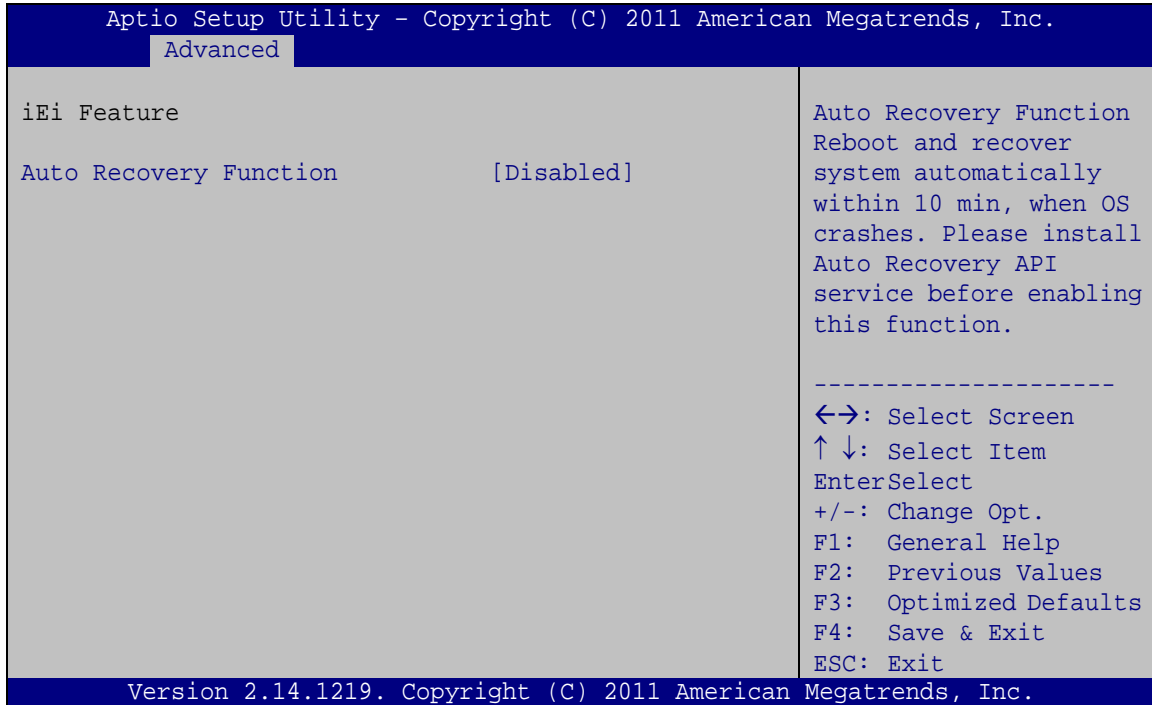 Aptio Setup Utility – Copyright (C) 2011 American Megatrends, Inc.
Advanced
iEi Feature
Auto Recovery Function [Disabled]
Auto Recovery Function
Reboot and recover
system automatically
within 10 min, when OS
crashes. Please install
Auto Recovery API
service before enabling
this function.
---------------------
←→: Select Screen
↑ ↓: Select Item
EnterSelect
+/-: Change Opt.
F1: General Help
F2: Previous Values
F3: Optimized Defaults
F4: Save & Exit
ESC: Exit
Version 2.14.1219. Copyright (C) 2011 American Megatrends, Inc.